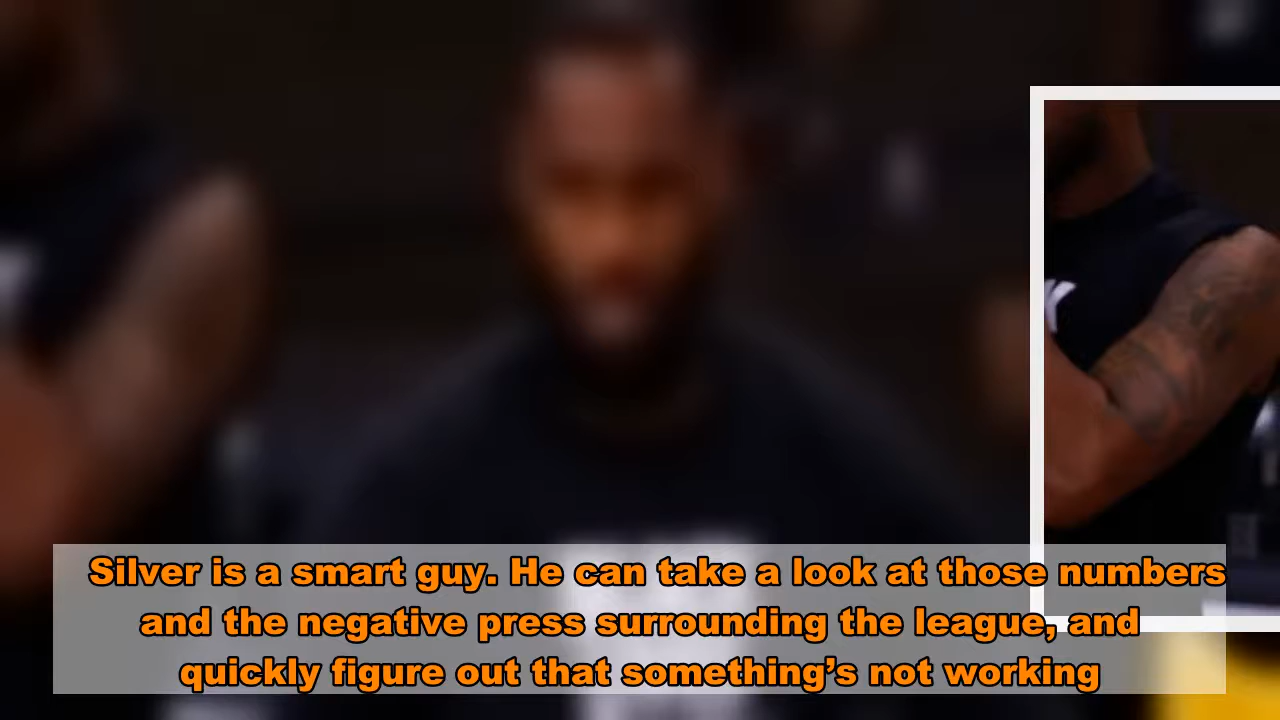 Silver is a smart guy. He can take a look at those numbers
and the negative press surrounding the league, and
quickly figure out that something’s not working